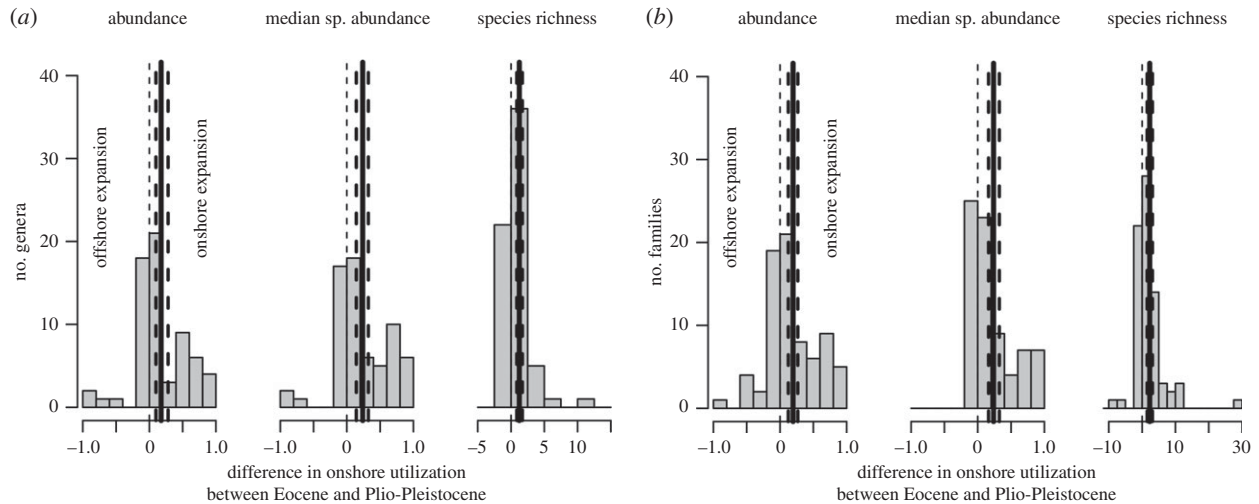 (a)
abundance
median sp. abundance
species richness
no. genera
40
30
20
10
0
offshore expansion
onshore expansion
–1.0
0
1.0
–1.0
0
1.0
–5
0
5
10
difference in onshore utilization
between Eocene and Plio-Pleistocene
(b)
abundance
median sp. abundance
species richness
no. families
40
30
20
10
0
offshore expansion
onshore expansion
–1.0
0
1.0
–1.0
0
1.0
–10
0
10
30
difference in onshore utilization
between Eocene and Plio-Pleistocene